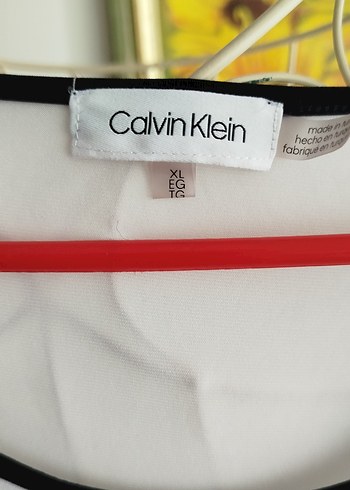 Calvin Klein
XL
EG
TG
made in
hecho en
fabriqué en